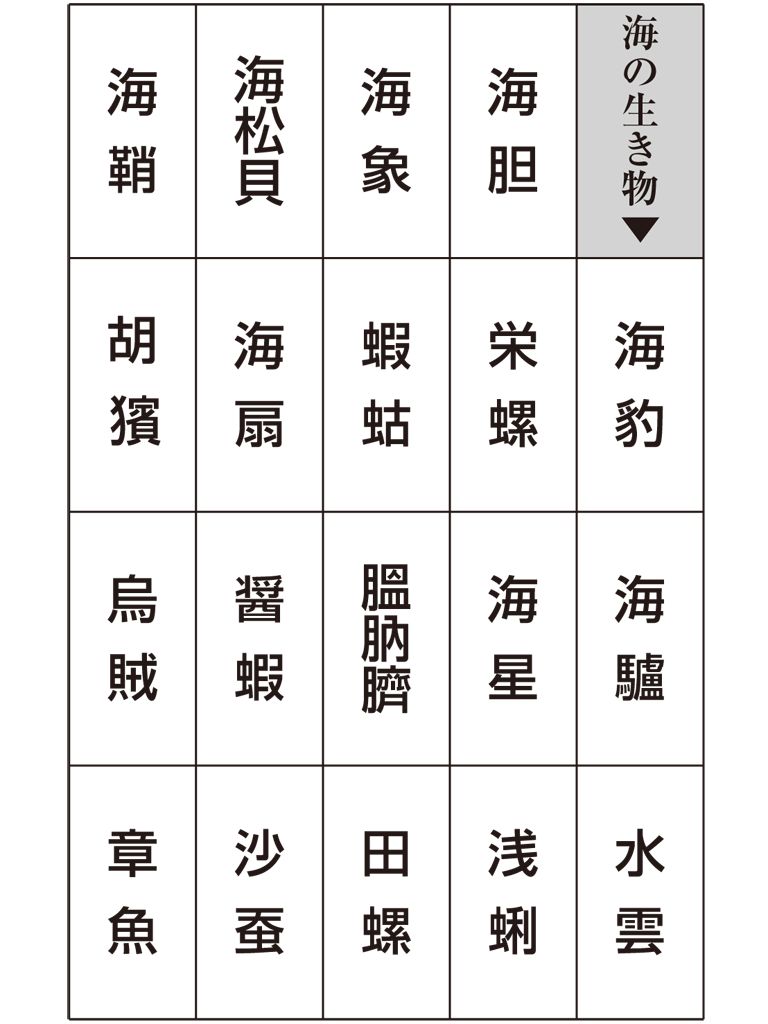 海の生き物▼
海豹
海驢
水雲
海胆
栄螺
海星
浅蜊
海象
蝦蛄
膃肭臍
田螺
海松貝
海扇
醤蝦
沙蚕
海鞘
胡獱
烏賊
章魚